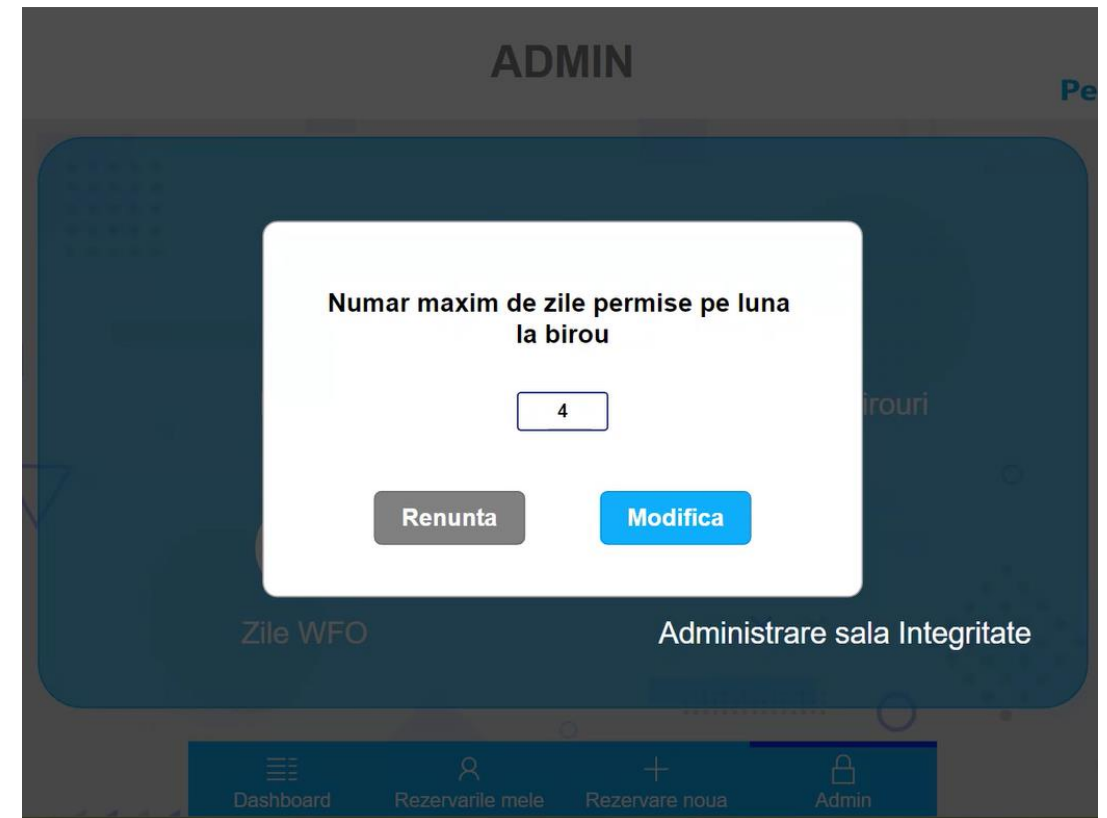 ADMIN
Pe
Numar maxim de zile permise pe luna
la birou
4
irouri
Renunta
Modifica
Zile WFO
Administrare sala Integritate
Dashboard
Rezervarile mele
Rezervare noua
Admin